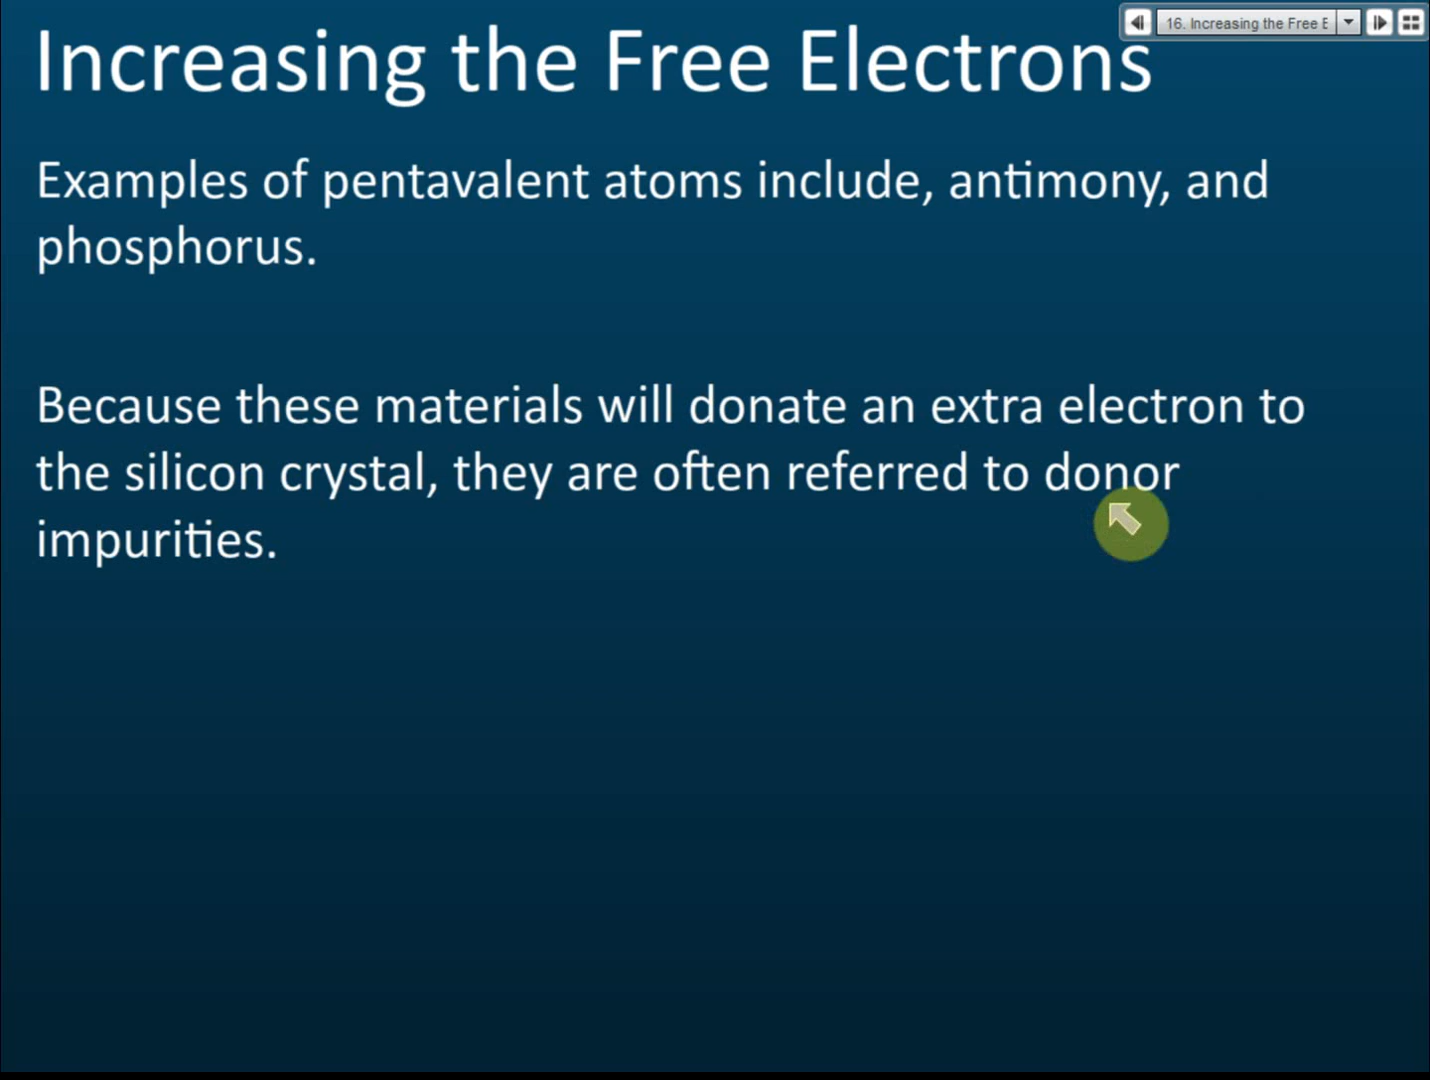 16. Increasing the Free E
Increasing the Free Electrons
Examples of pentavalent atoms include, antimony, and
phosphorus.
Because these materials will donate an extra electron to
the silicon crystal, they are often referred to donor
impurities.